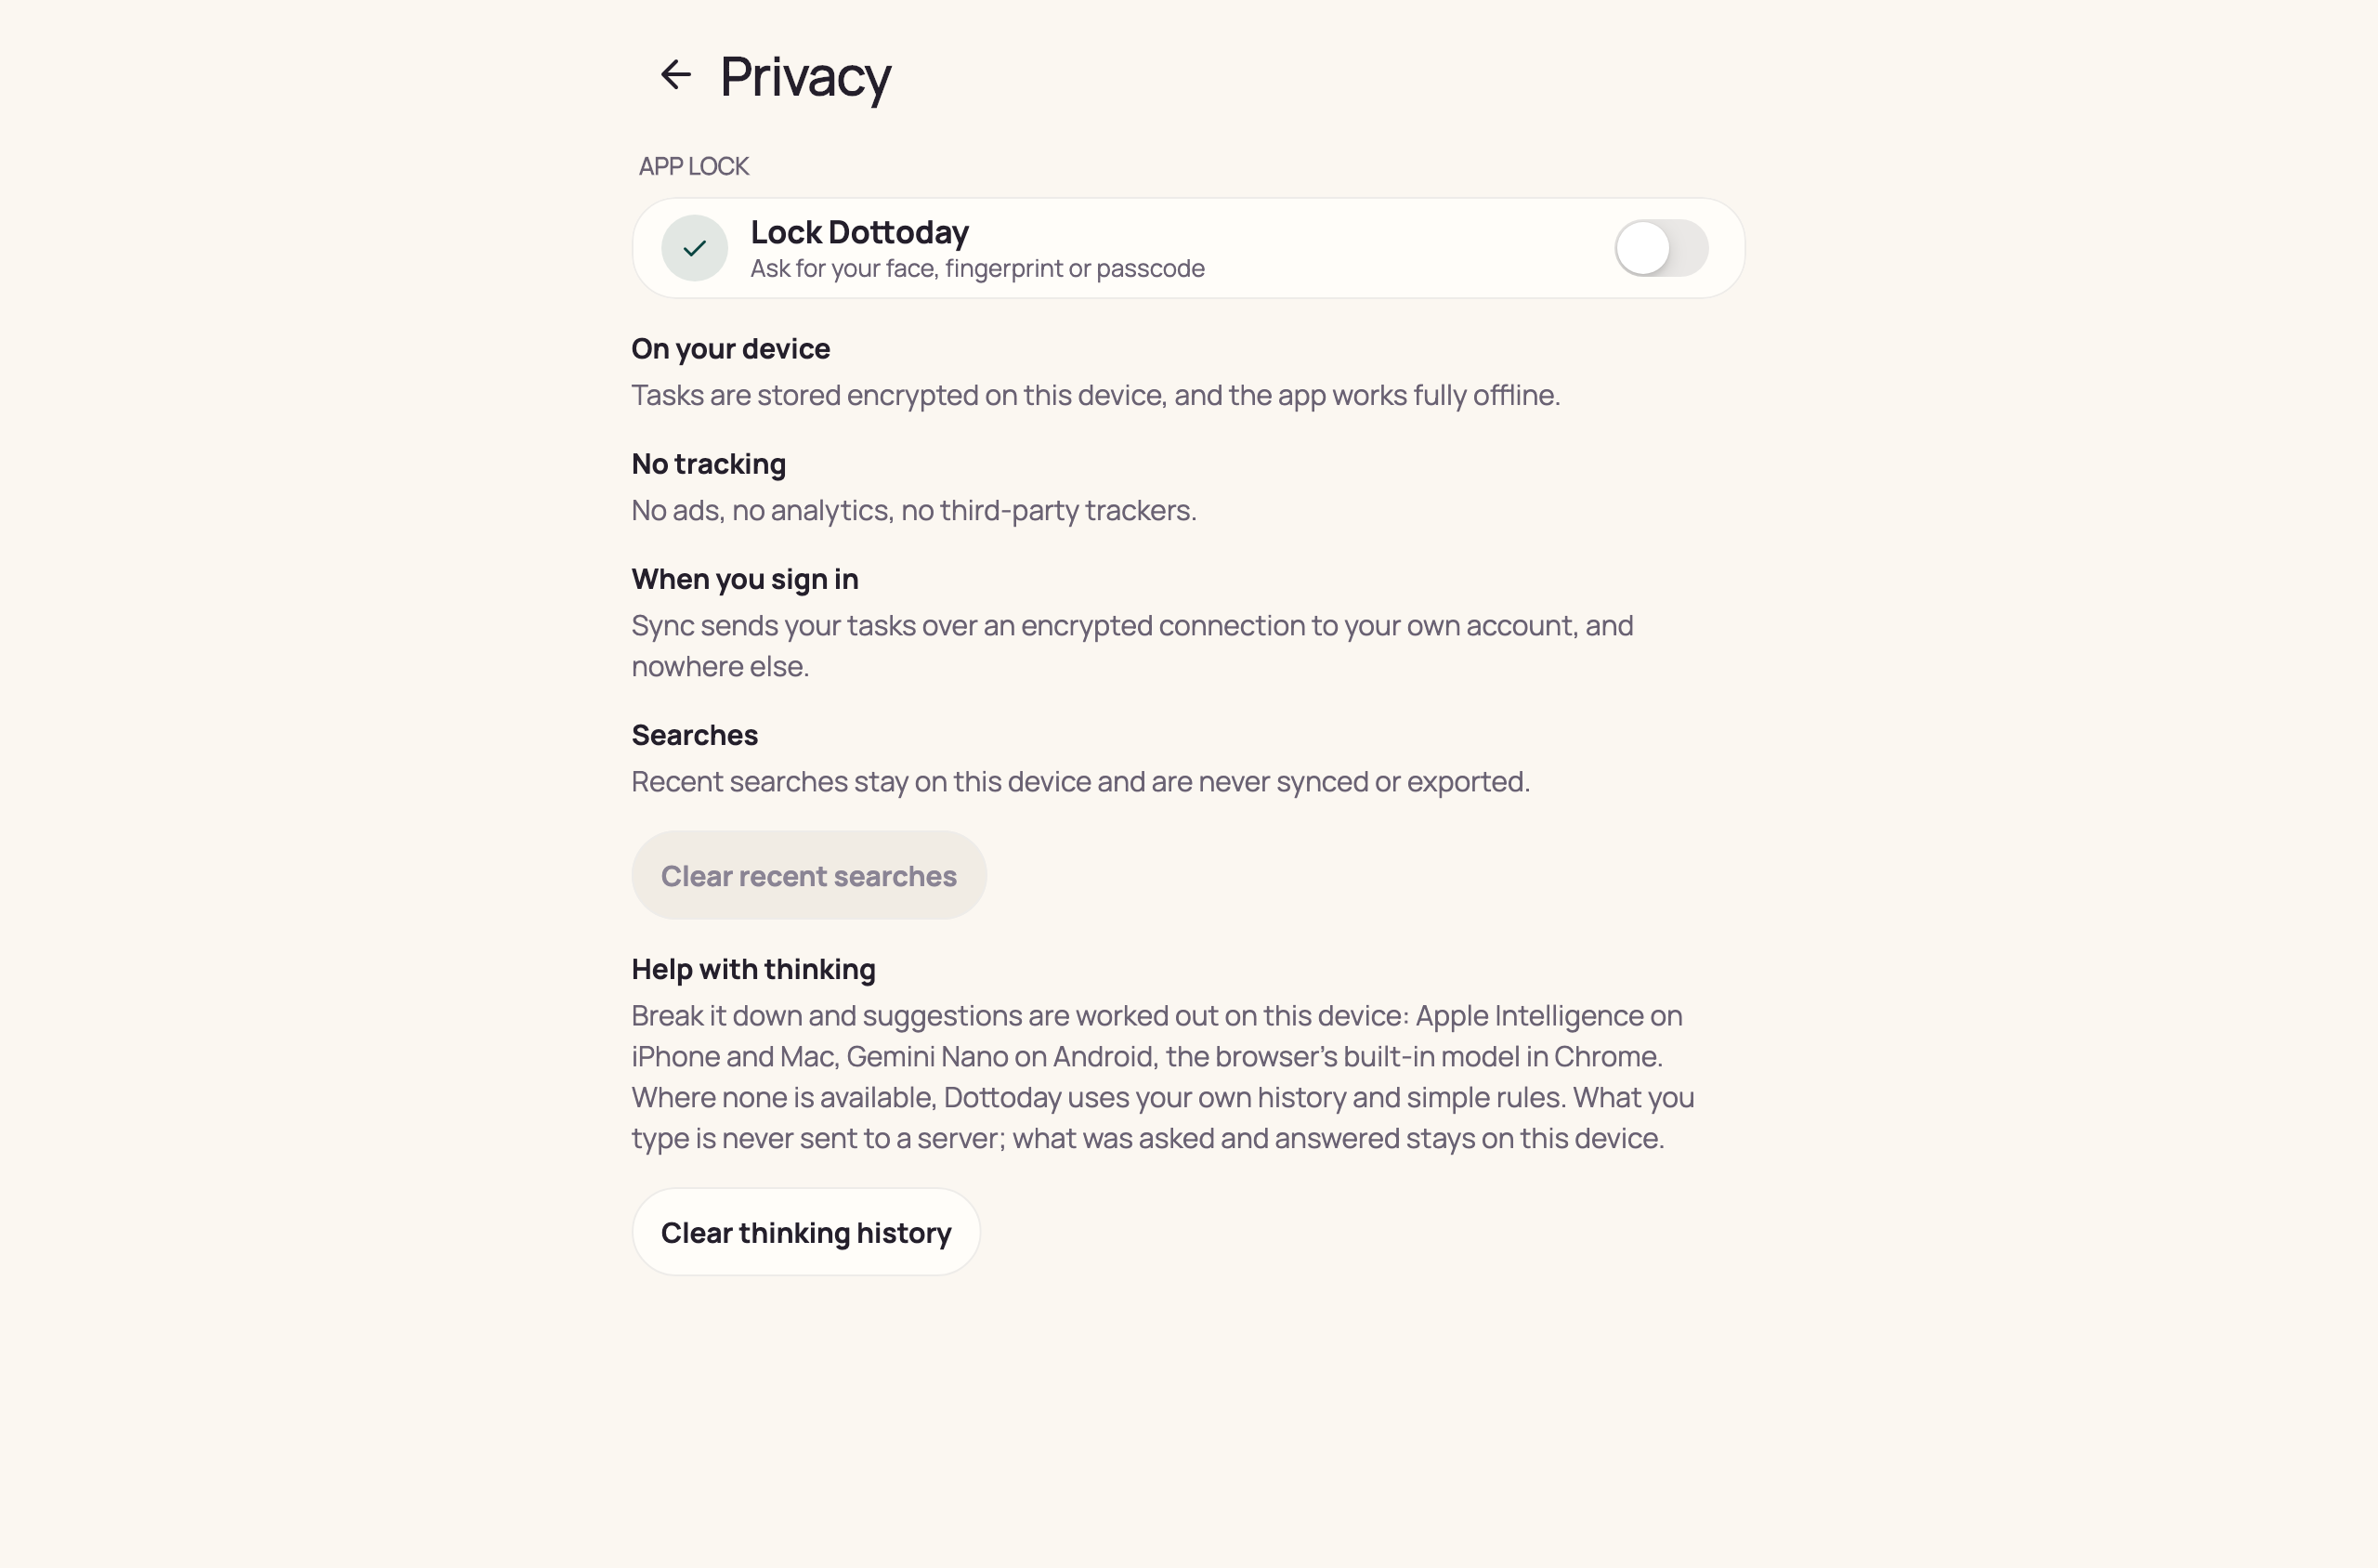 Privacy
APP LOCK
Lock Dottoday
Ask for your face, fingerprint or passcode
On your device
Tasks are stored encrypted on this device, and the app works fully offline.
No tracking
No ads, no analytics, no third-party trackers.
When you sign in
Sync sends your tasks over an encrypted connection to your own account, and
nowhere else.
Searches
Recent searches stay on this device and are never synced or exported.
Clear recent searches
Help with thinking
Break it down and suggestions are worked out on this device: Apple Intelligence on
iPhone and Mac, Gemini Nano on Android, the browser’s built-in model in Chrome.
Where none is available, Dottoday uses your own history and simple rules. What you
type is never sent to a server; what was asked and answered stays on this device.
Clear thinking history